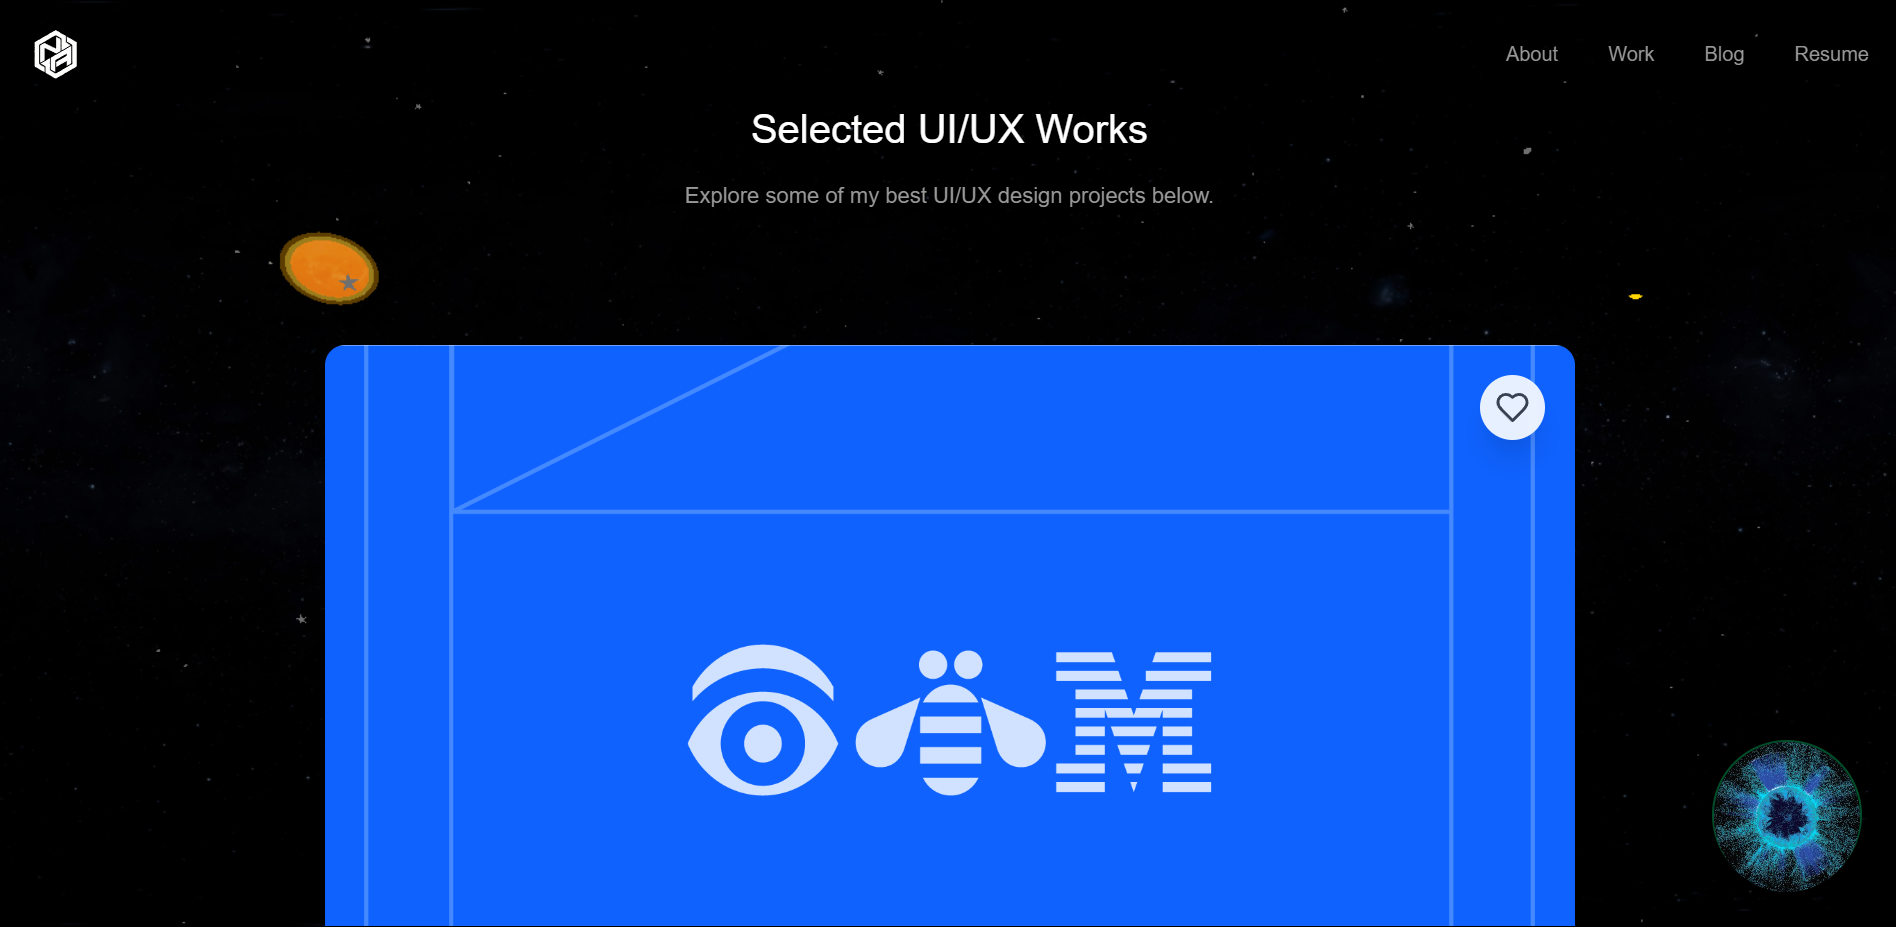 About Work Blog Resume
Selected UI/UX Works
Explore some of my best UI/UX design projects below.
M